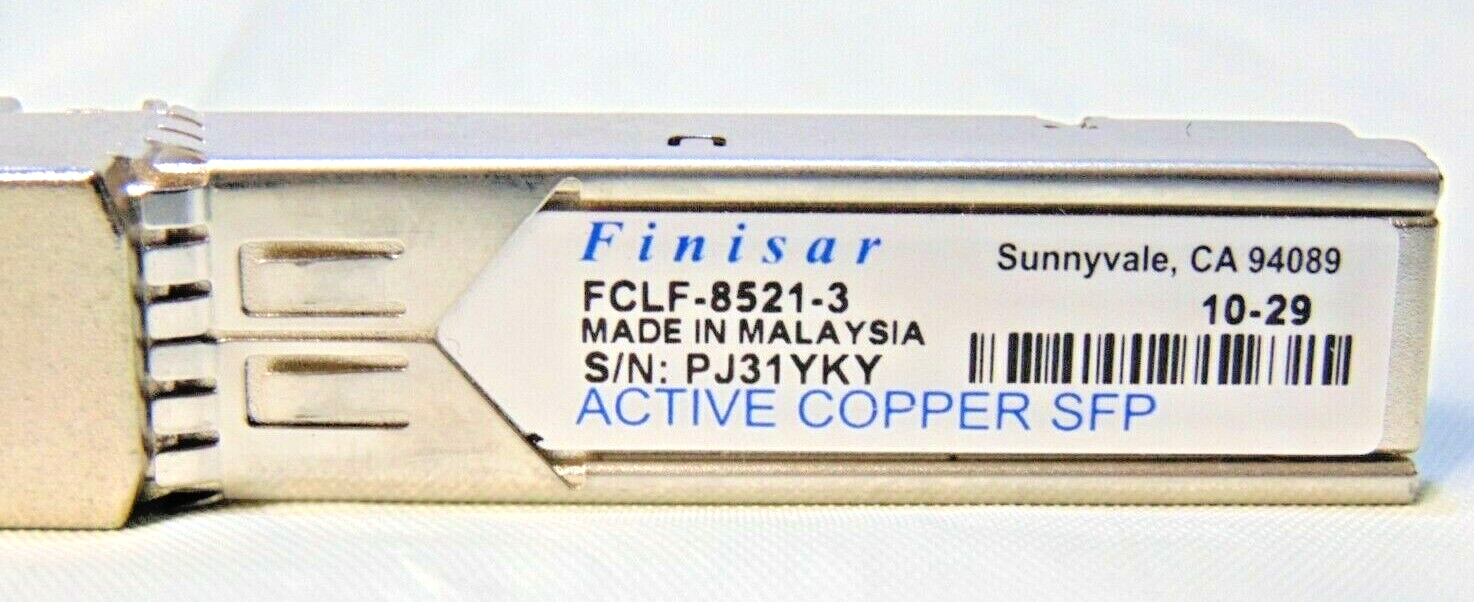 Finisar
Sunnyvale, CA 94089
FCLF-8521-3
10-29
MADE IN MALAYSIA
S/N: PJ31YKY
ACTIVE COPPER SFP